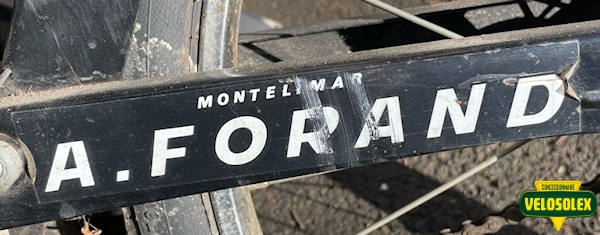 MONTELIMAR
A. FORAND
CONCESSIONNAIRE
VELOSOLEX